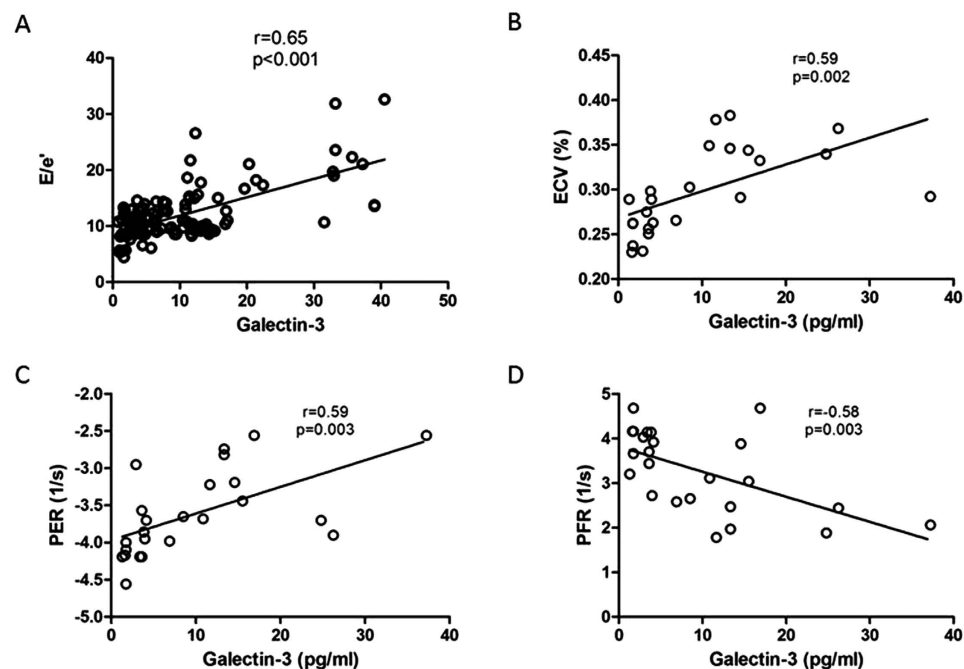 A
r=0.65
p<0.001
40
30
20
10
0
E/e'
0 10 20 30 40 50
Galectin-3
B
r=0.59
p=0.002
0.45
0.40
0.35
0.30
0.25
0.20
ECV (%)
0 10 20 30 40
Galectin-3 (pg/ml)
C
r=0.59
p=0.003
-2.0
-2.5
-3.0
-3.5
-4.0
-4.5
-5.0
PER (1/s)
0 10 20 30 40
Galectin-3 (pg/ml)
D
r=-0.58
p=0.003
5
4
3
2
1
0
PFR (1/s)
0 10 20 30 40
Galectin-3 (pg/ml)